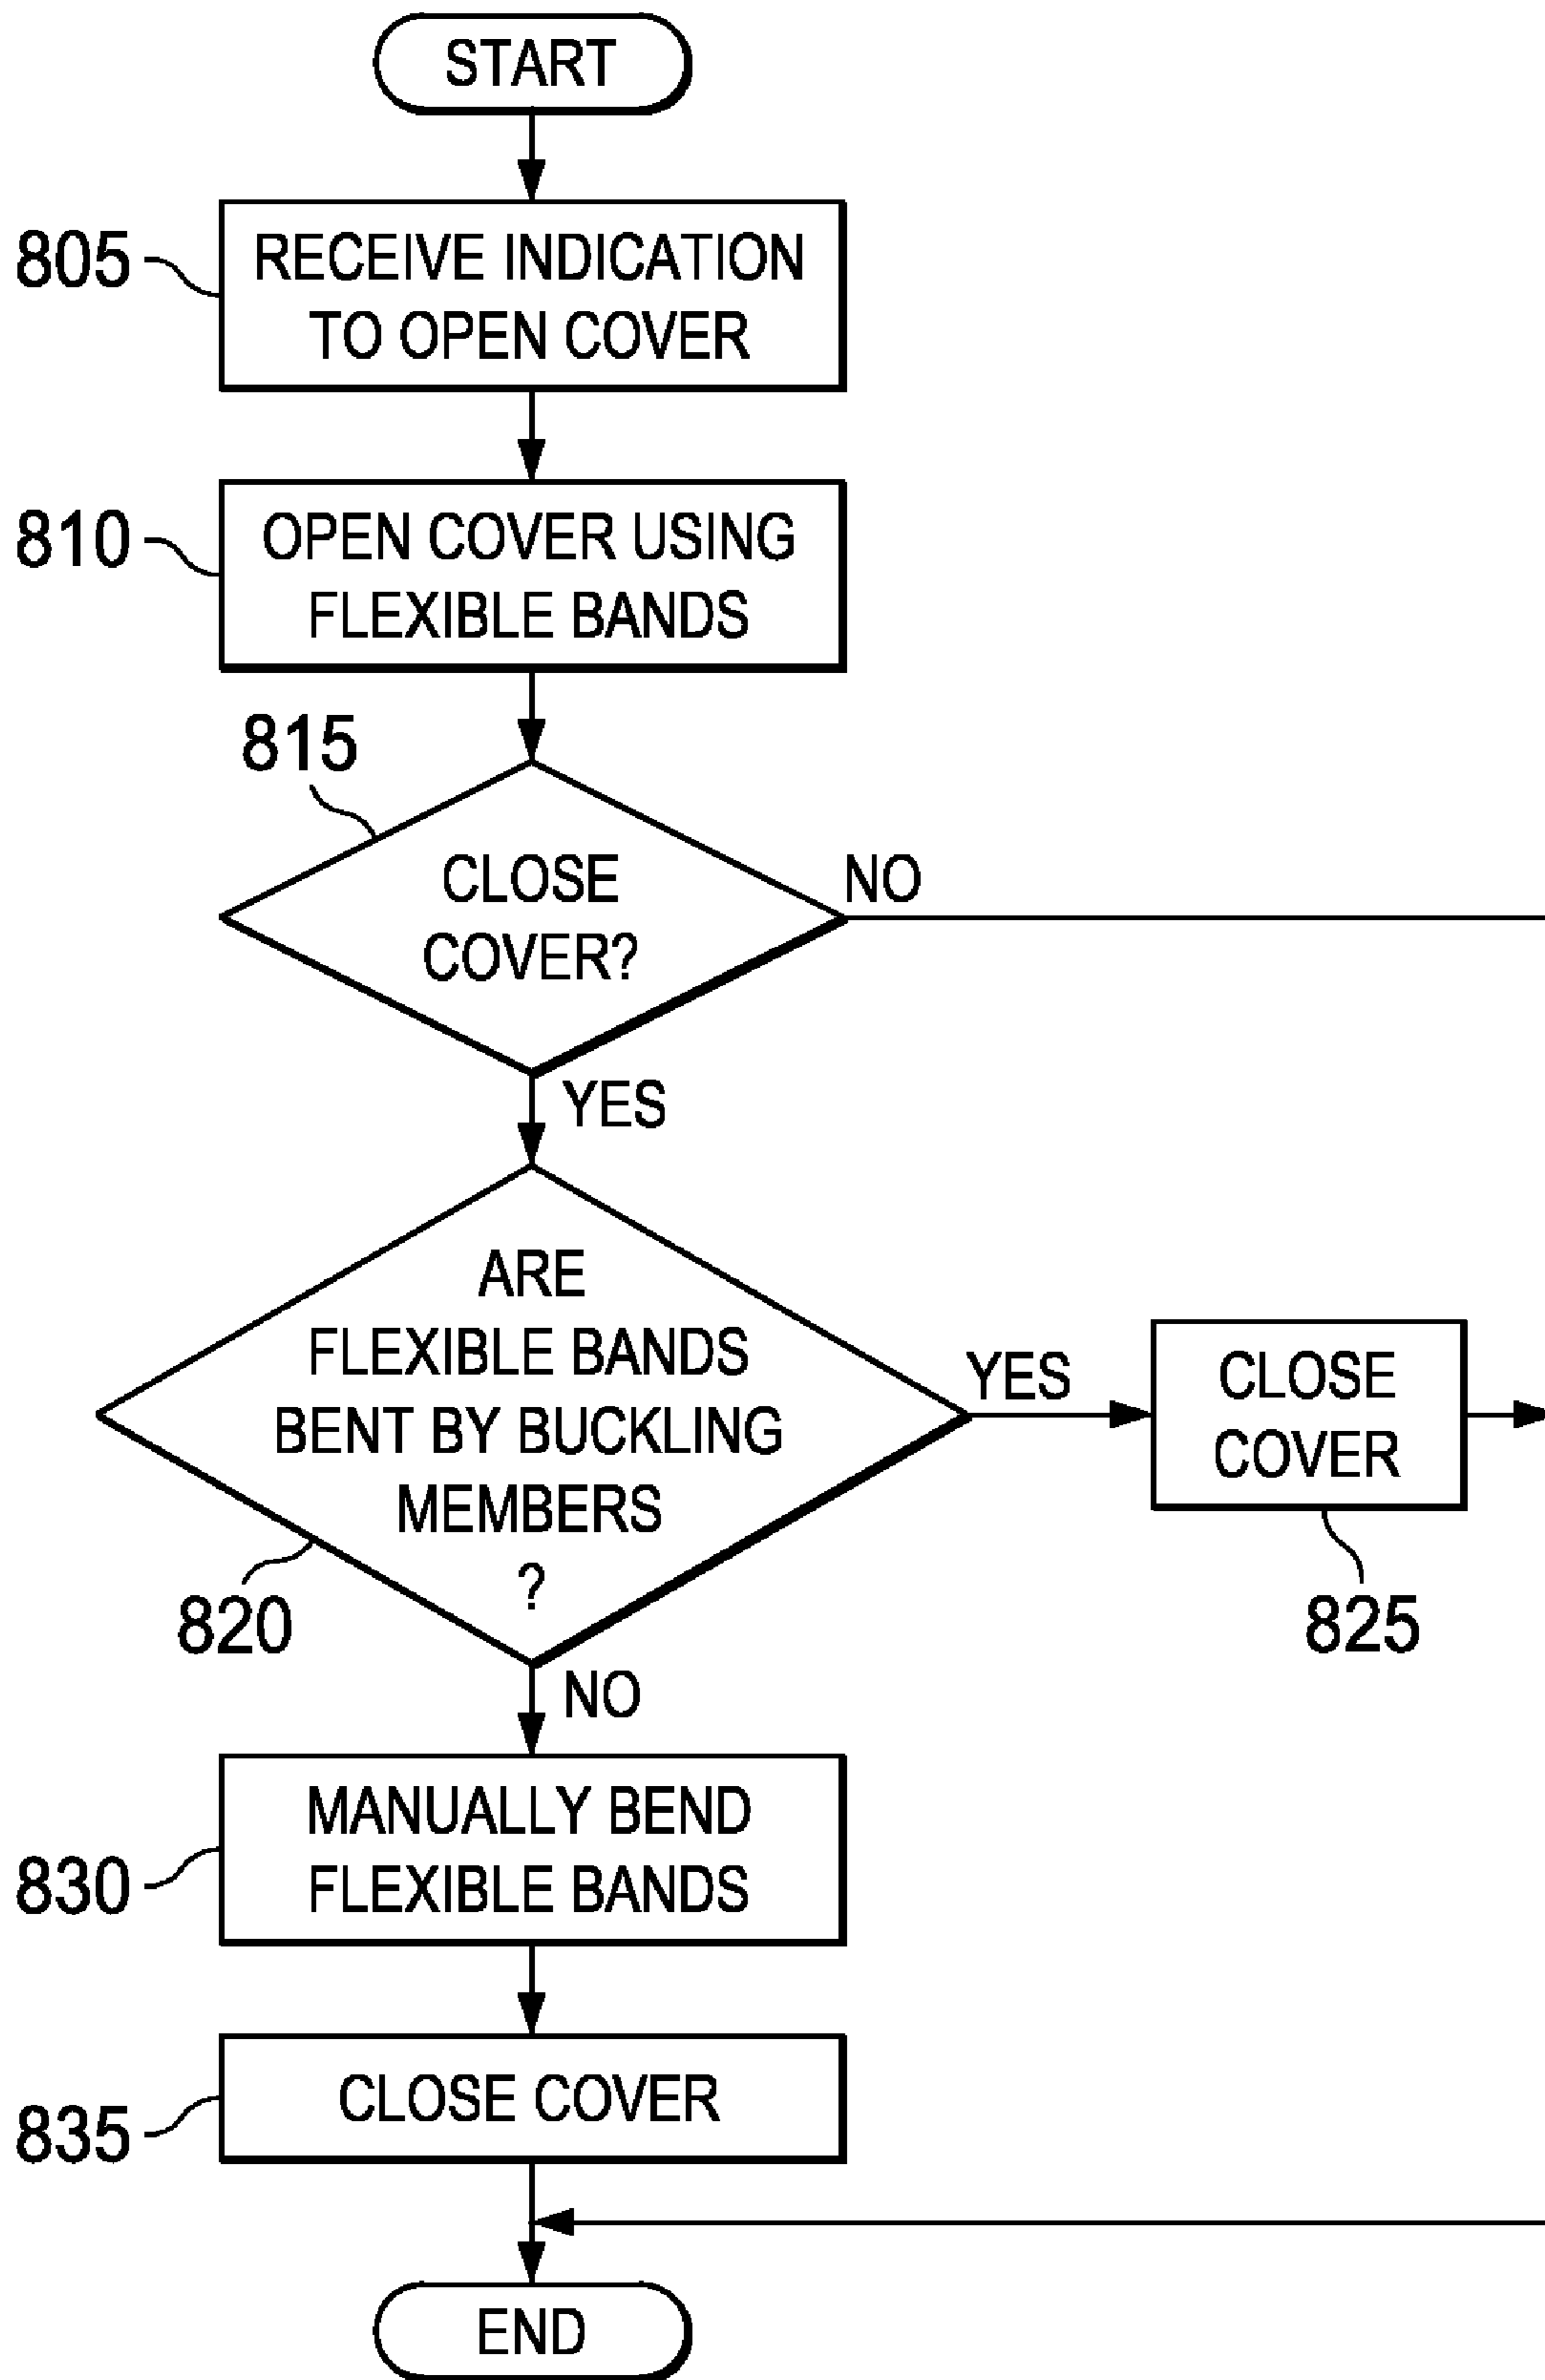 START
805
RECEIVE INDICATION
TO OPEN COVER
810
OPEN COVER USING
FLEXIBLE BANDS
815
CLOSE
COVER?
NO
YES
ARE
FLEXIBLE BANDS
BENT BY BUCKLING
MEMBERS
?
820
YES
CLOSE
COVER
825
NO
830
MANUALLY BEND
FLEXIBLE BANDS
835
CLOSE COVER
END